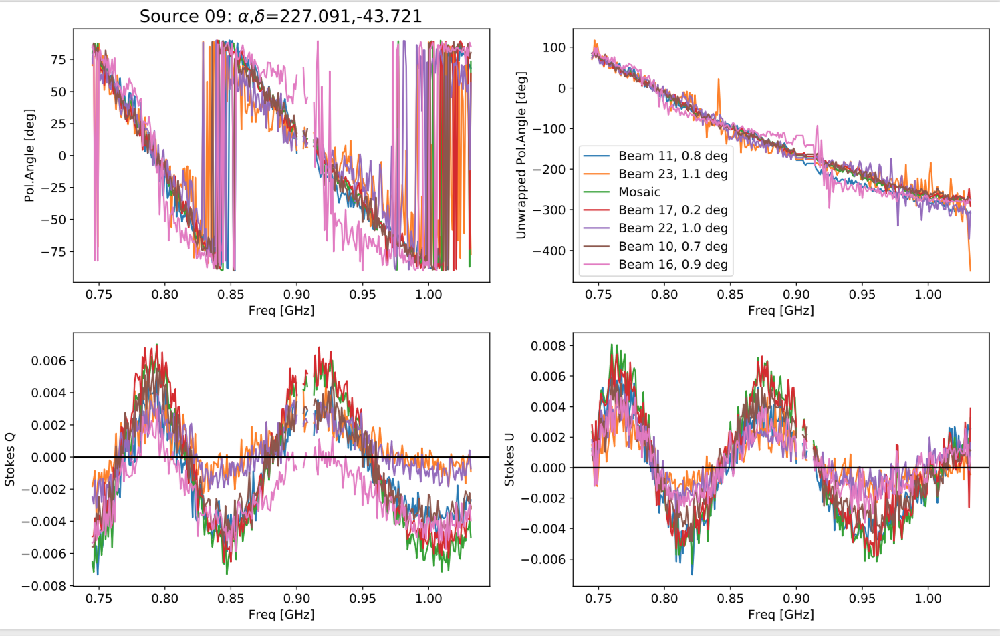 Source 09: α,δ=227.091,-43.721
75
50
25
0
−25
−50
−75
Pol.Angle [deg]
0.75 0.80 0.85 0.90 0.95 1.00
Freq [GHz]
100
0
−100
−200
−300
−400
Unwrapped Pol.Angle [deg]
Beam 11, 0.8 deg
Beam 23, 1.1 deg
Mosaic
Beam 17, 0.2 deg
Beam 22, 1.0 deg
Beam 10, 0.7 deg
Beam 16, 0.9 deg
0.75 0.80 0.85 0.90 0.95 1.00
Freq [GHz]
0.006
0.004
0.002
0.000
−0.002
−0.004
−0.006
−0.008
Stokes Q
0.75 0.80 0.85 0.90 0.95 1.00
Freq [GHz]
0.008
0.006
0.004
0.002
0.000
−0.002
−0.004
−0.006
Stokes U
0.75 0.80 0.85 0.90 0.95 1.00
Freq [GHz]